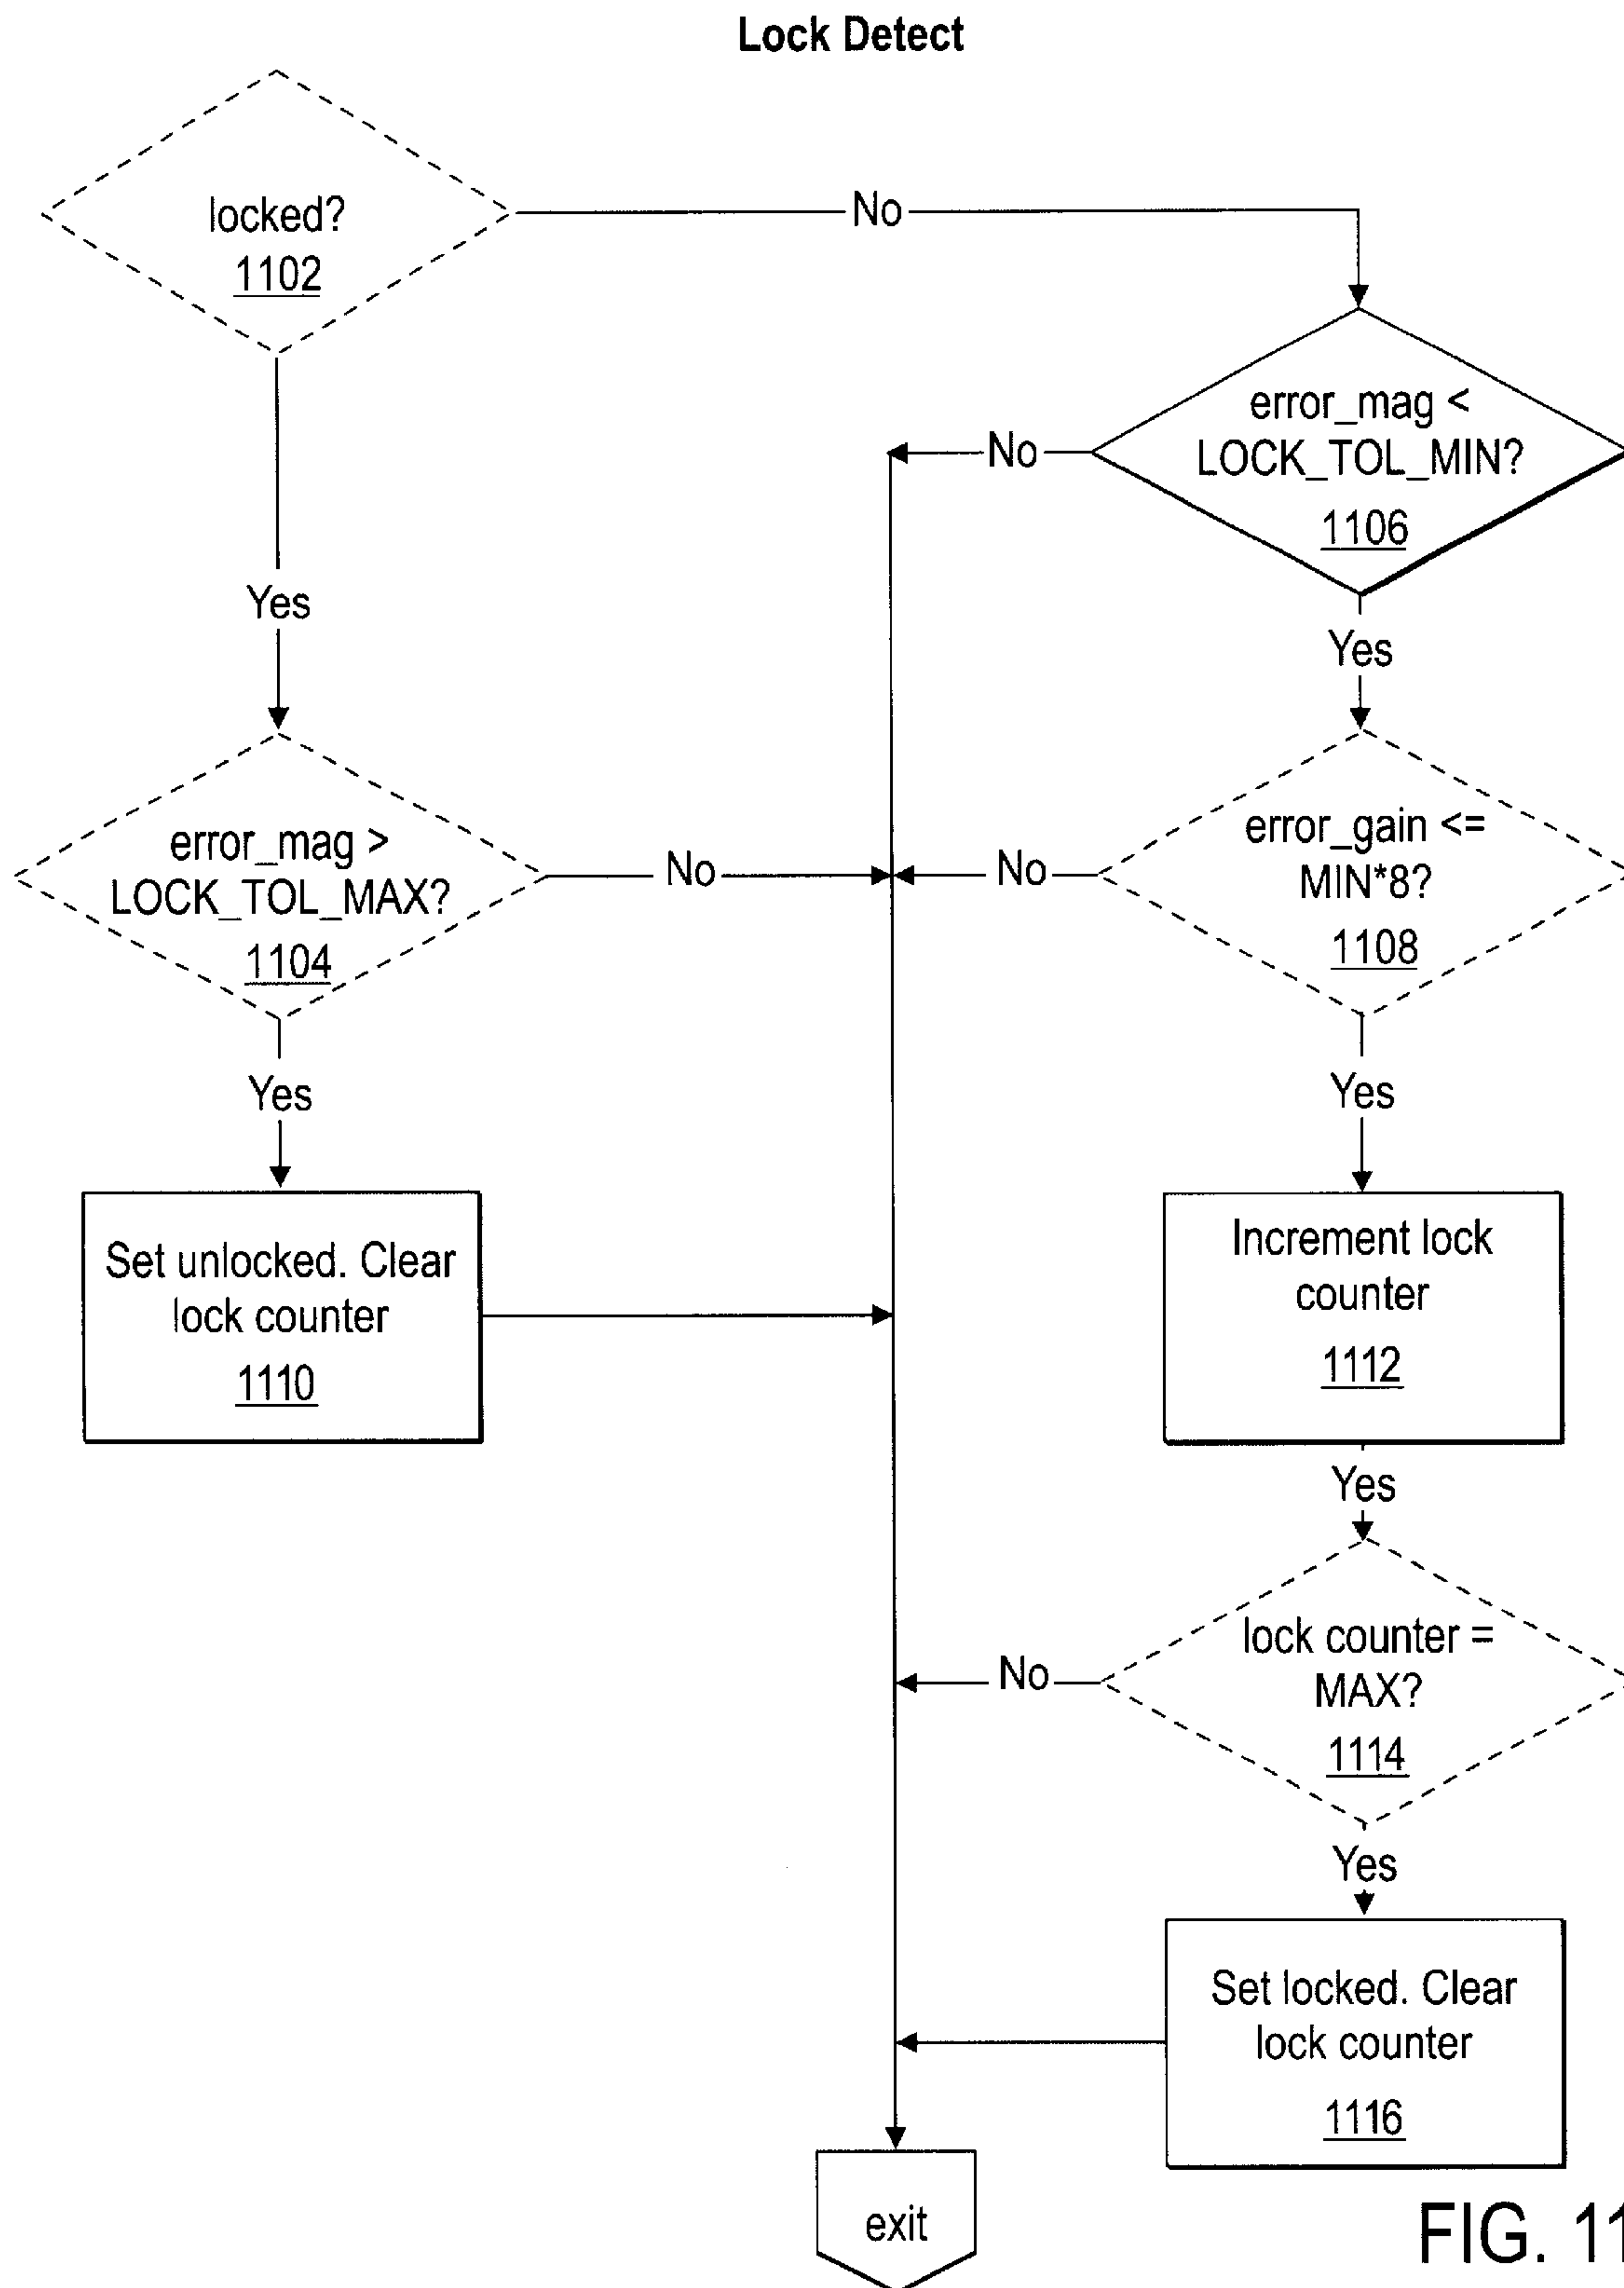 Lock Detect
locked?
1102
No
error_mag <
LOCK_TOL_MIN?
1106
No
Yes
Yes
error_mag >
LOCK_TOL_MAX?
1104
No
No
error_gain <=
MIN*8?
1108
Yes
Yes
Set unlocked. Clear
lock counter
1110
Increment lock
counter
1112
Yes
No
lock counter =
MAX?
1114
Yes
Set locked. Clear
lock counter
1116
exit
FIG. 11